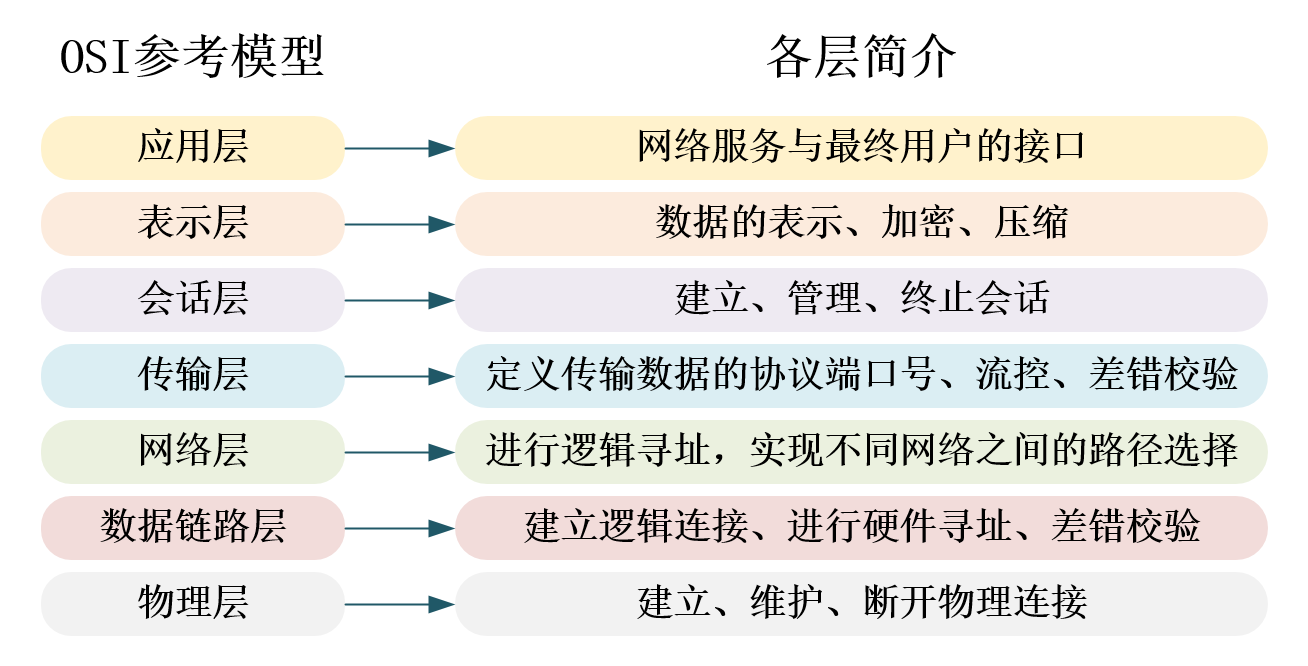 OSI参考模型 各层简介
应用层 网络服务与最终用户的接口
表示层 数据的表示、加密、压缩
会话层 建立、管理、终止会话
传输层 定义传输数据的协议端口号、流控、差错校验
网络层 进行逻辑寻址，实现不同网络之间的路径选择
数据链路层 建立逻辑连接、进行硬件寻址、差错校验
物理层 建立、维护、断开物理连接